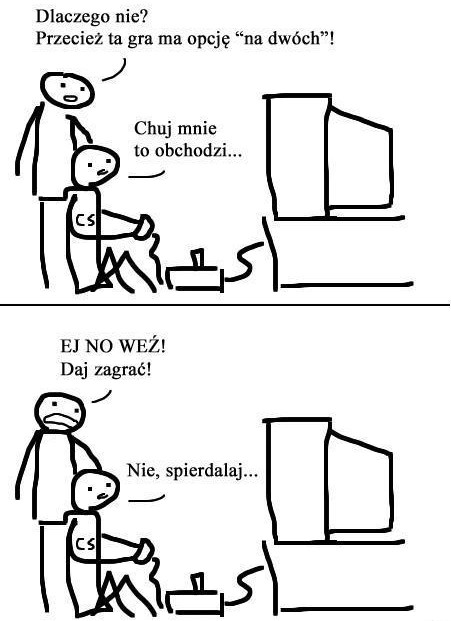 Dlaczego nie?
Przecież ta gra ma opcję “na dwóch”!
Chuj mnie
to obchodzi...
CS
EJ NO WEŹ!
Daj zagrać!
Nie, spierdalaj...
CS